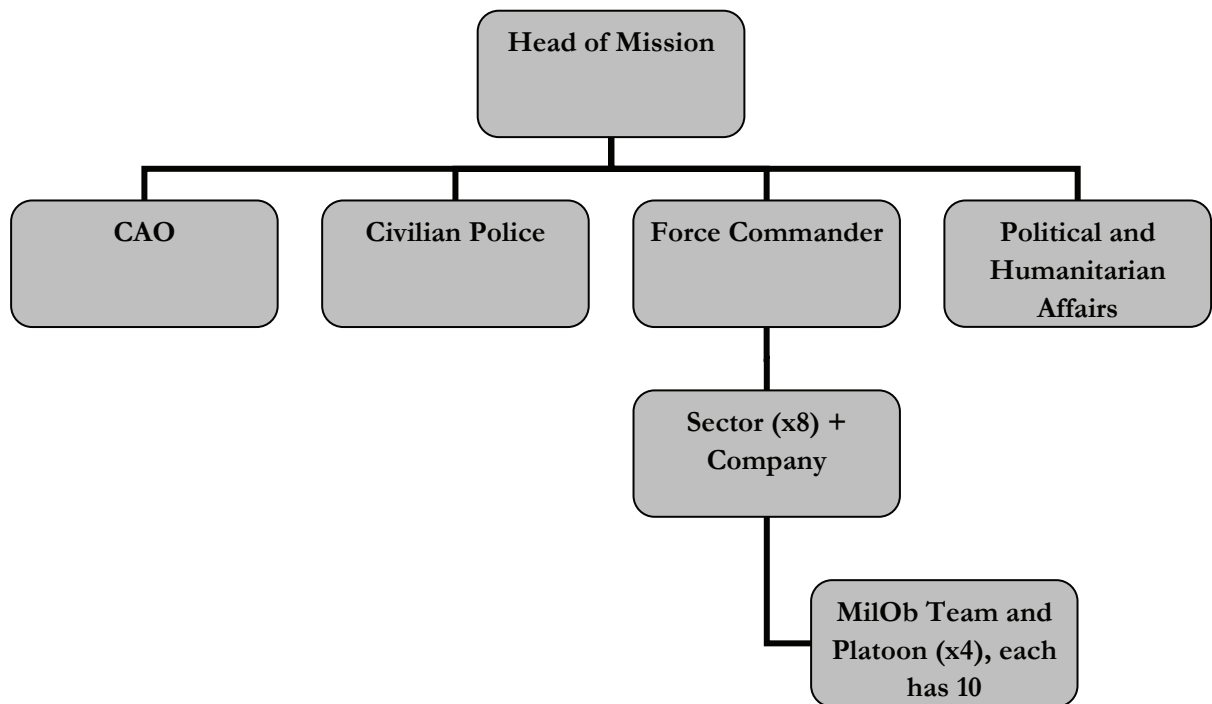 Head of Mission
CAO
Civilian Police
Force Commander
Political and
Humanitarian
Affairs
Sector (x8) +
Company
MilOb Team and
Platoon (x4), each
has 10